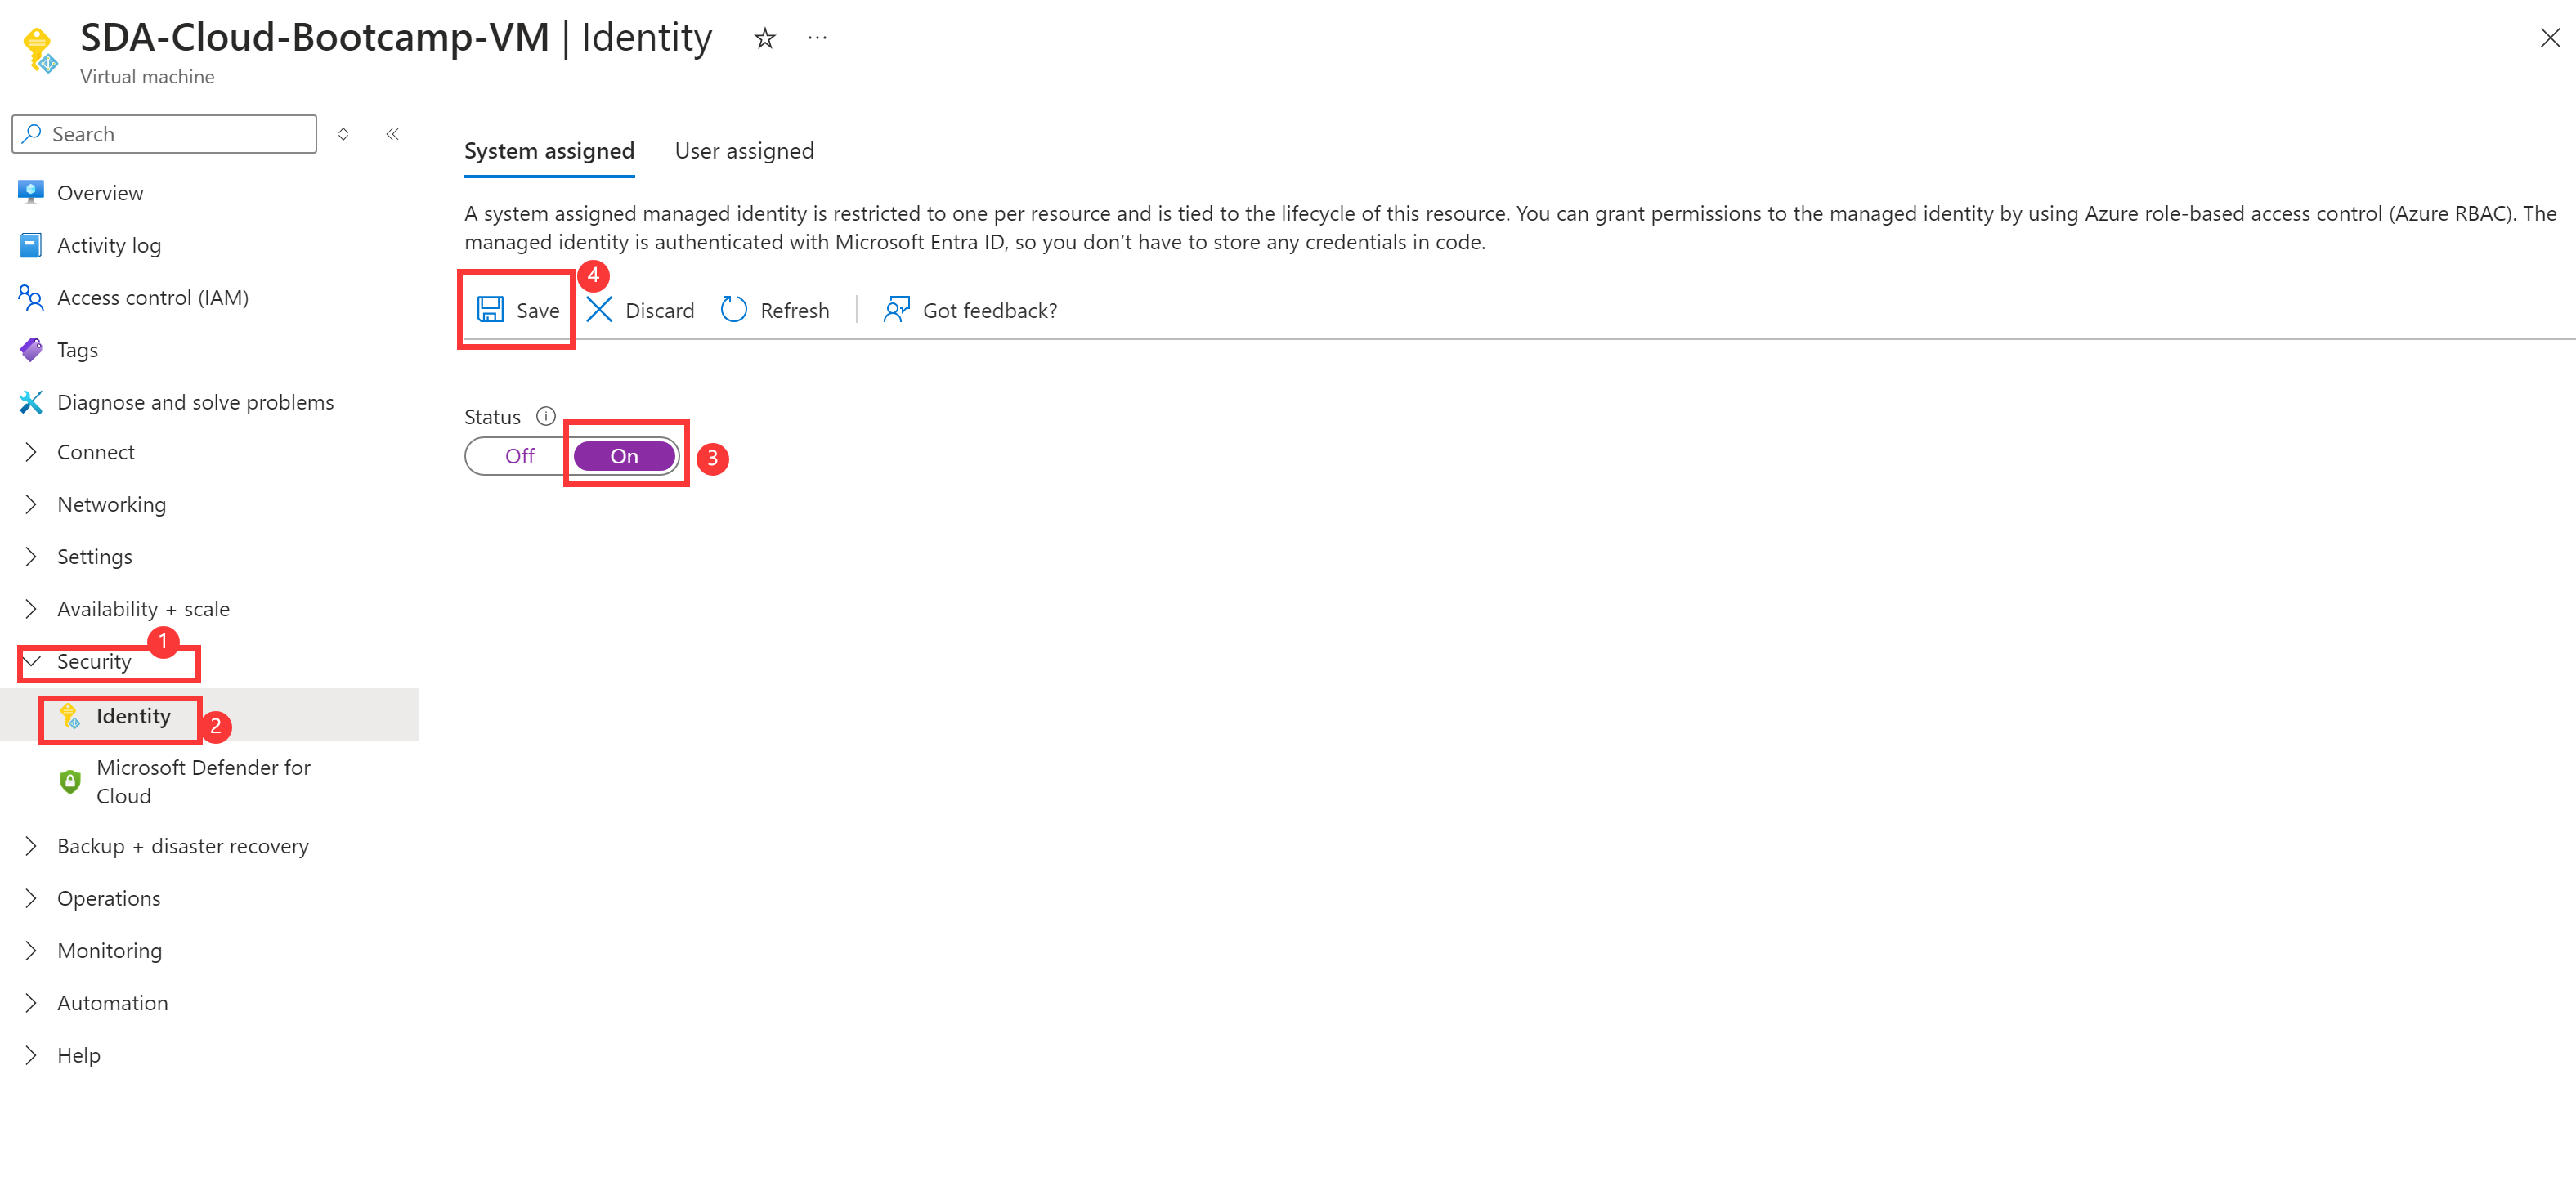 SDA-Cloud-Bootcamp-VM | Identity
Virtual machine
Search
Overview
Activity log
Access control (IAM)
Tags
Diagnose and solve problems
Connect
Networking
Settings
Availability + scale
1
Security
Identity
2
Microsoft Defender for
Cloud
Backup + disaster recovery
Operations
Monitoring
Automation
Help
System assigned User assigned
A system assigned managed identity is restricted to one per resource and is tied to the lifecycle of this resource. You can grant permissions to the managed identity by using Azure role-based access control (Azure RBAC). The
managed identity is authenticated with Microsoft Entra ID, so you don’t have to store any credentials in code.
4
Save Discard Refresh Got feedback?
Status
Off On
3